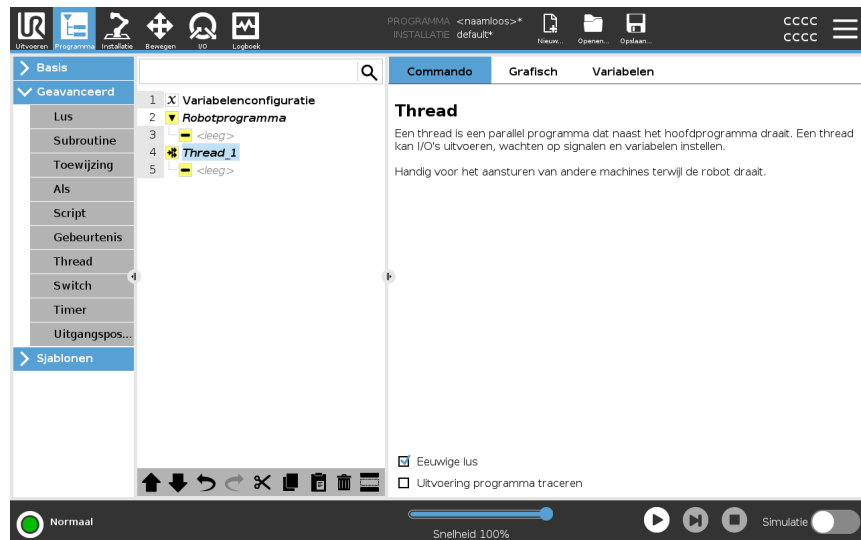 PROGRAMMA <naamloos>*
INSTALLATIE default*
CCCC
CCCC
Uitvoeren Programma Installatie Bewegen I/O Logboek Nieuw... Openen... Opslaan...
Basis
Geavanceerd
Lus
Subroutine
Toewijzing
Als
Script
Gebeurtenis
Thread
Switch
Timer
Uitgangspos...
Sjablonen
1 X Variabelenconfiguratie
2 Robotprogramma
3 <leeg>
4 Thread_1
5 <leeg>
Commando Grafisch Variabelen
Thread
Een thread is een parallel programma dat naast het hoofdprogramma draait. Een thread
kan I/O's uitvoeren, wachten op signalen en variabelen instellen.
Handig voor het aansturen van andere machines terwijl de robot draait.
Eeuwige lus
Uitvoering programma traceren
Normaal
Snelheid 100%
Simulatie